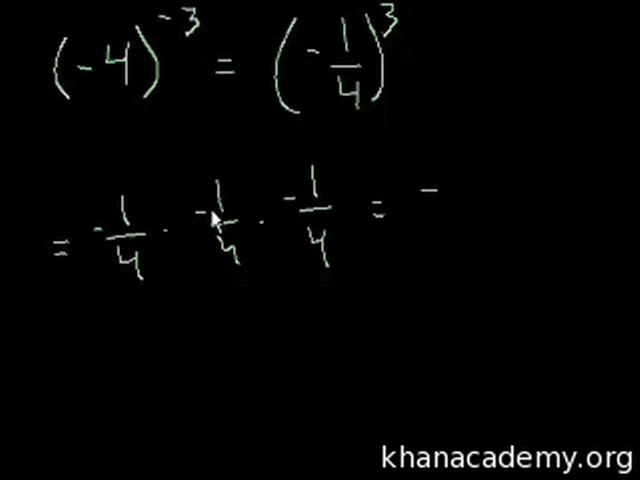 (-4)^-3 = (-1/4)^3
= -1/4 · -1/4 · -1/4 = -
khanacademy.org